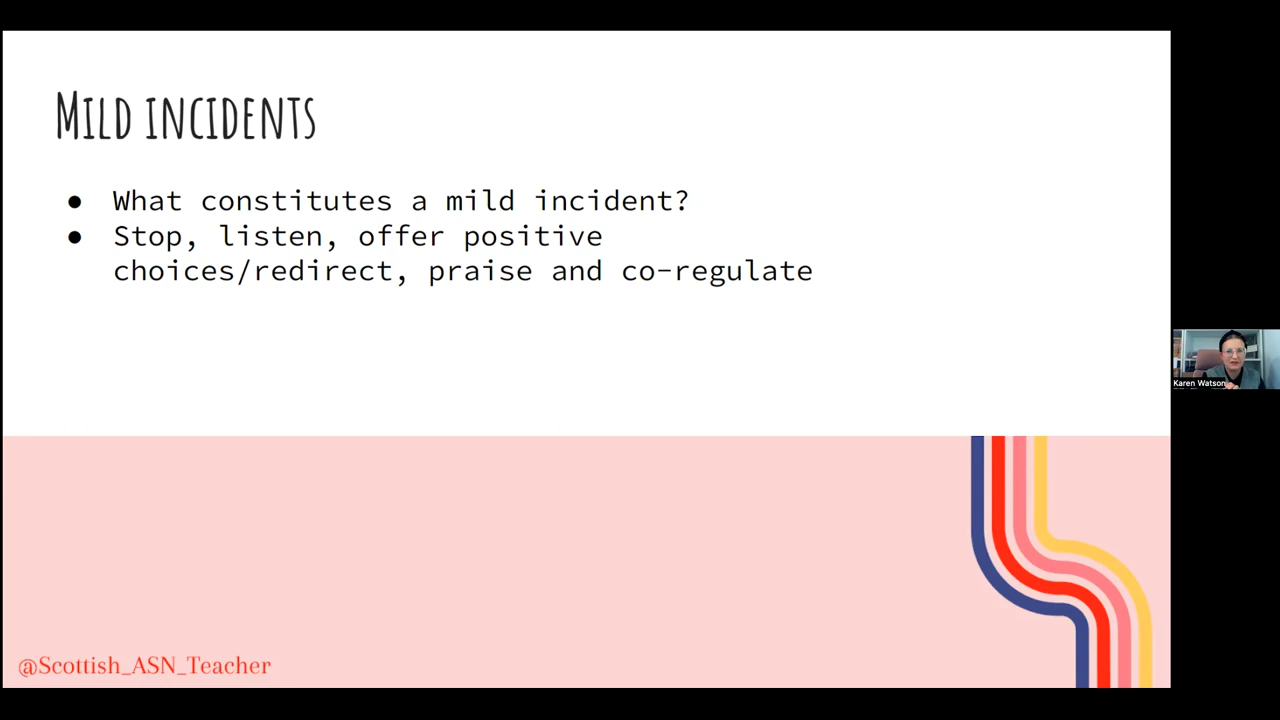 Mild incidents
● What constitutes a mild incident?
● Stop, listen, offer positive
choices/redirect, praise and co-regulate
Karen Watson
@Scottish_ASN_Teacher